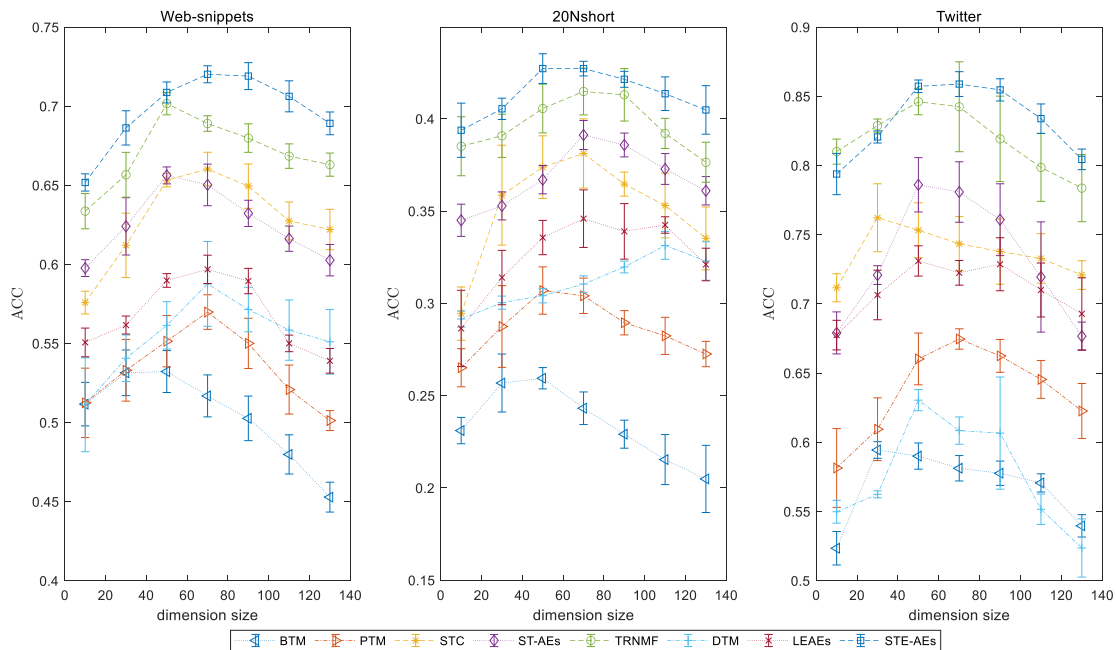 Web-snippets
0.75
0.7
0.65
0.6
0.55
0.5
0.45
0.4
ACC
0 20 40 60 80 100 120 140
dimension size
20Nshort
0.4
0.35
0.3
0.25
0.2
0.15
ACC
0 20 40 60 80 100 120 140
dimension size
Twitter
0.9
0.85
0.8
0.75
0.7
0.65
0.6
0.55
0.5
ACC
0 20 40 60 80 100 120 140
dimension size
BTM PTM STC ST-AEs TRNMF DTM LEAEs STE-AEs